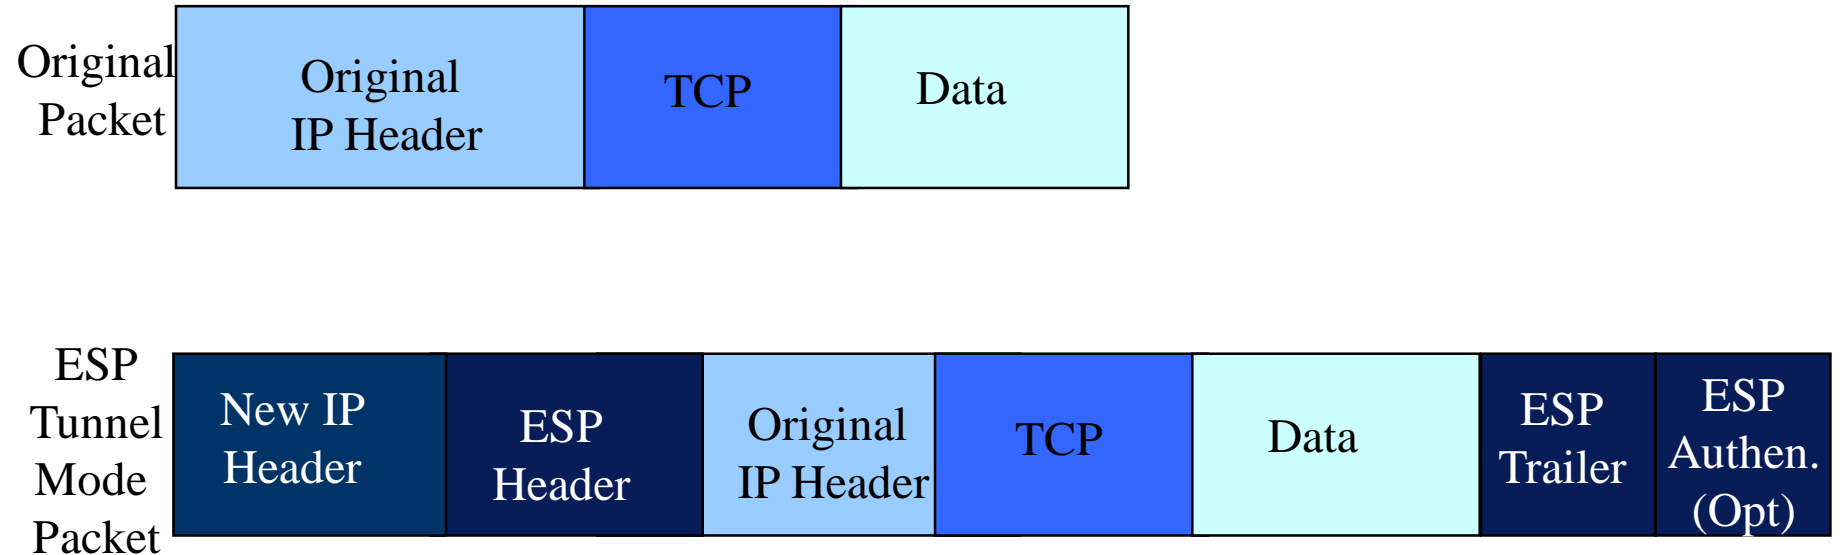 Original
Packet
Original
IP Header
TCP
Data
ESP
Tunnel
Mode
Packet
New IP
Header
ESP
Header
Original
IP Header
TCP
Data
ESP
Trailer
ESP
Authen.
(Opt)